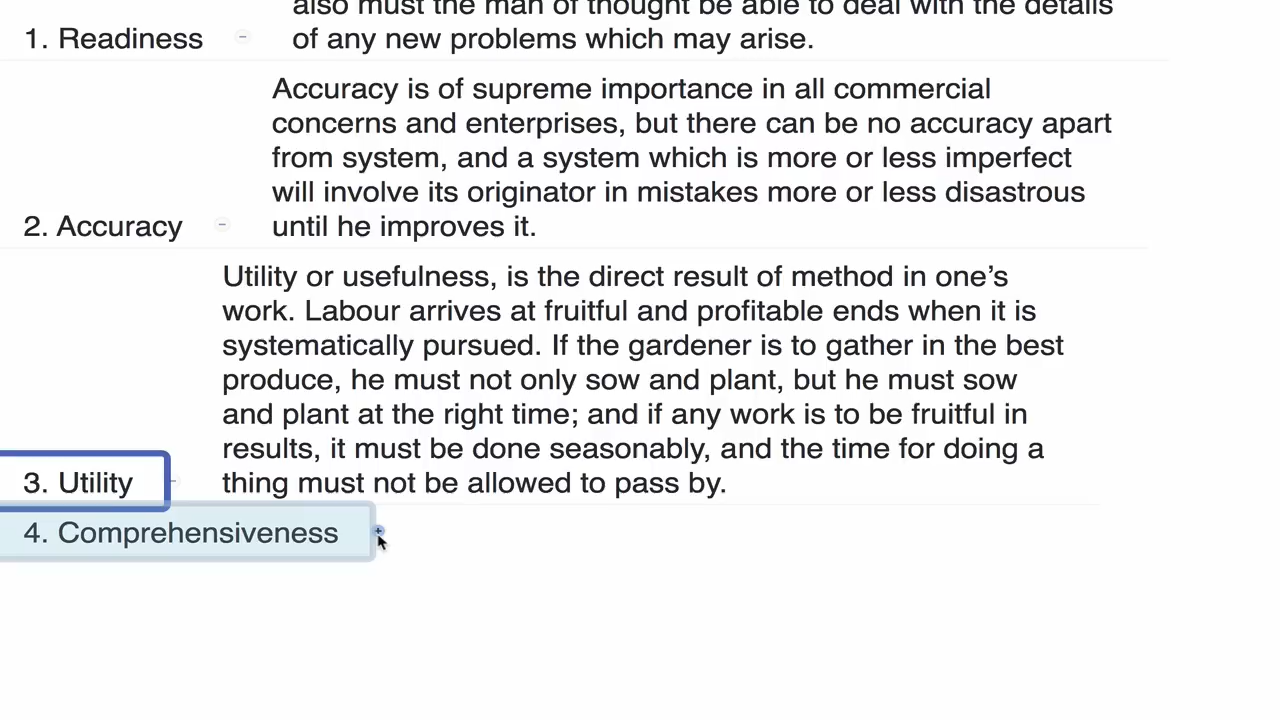 also must the man of thought be able to deal with the details
1. Readiness
of any new problems which may arise.
Accuracy is of supreme importance in all commercial
concerns and enterprises, but there can be no accuracy apart
from system, and a system which is more or less imperfect
will involve its originator in mistakes more or less disastrous
2. Accuracy
until he improves it.
Utility or usefulness, is the direct result of method in one’s
work. Labour arrives at fruitful and profitable ends when it is
systematically pursued. If the gardener is to gather in the best
produce, he must not only sow and plant, but he must sow
and plant at the right time; and if any work is to be fruitful in
results, it must be done seasonably, and the time for doing a
3. Utility
thing must not be allowed to pass by.
4. Comprehensiveness